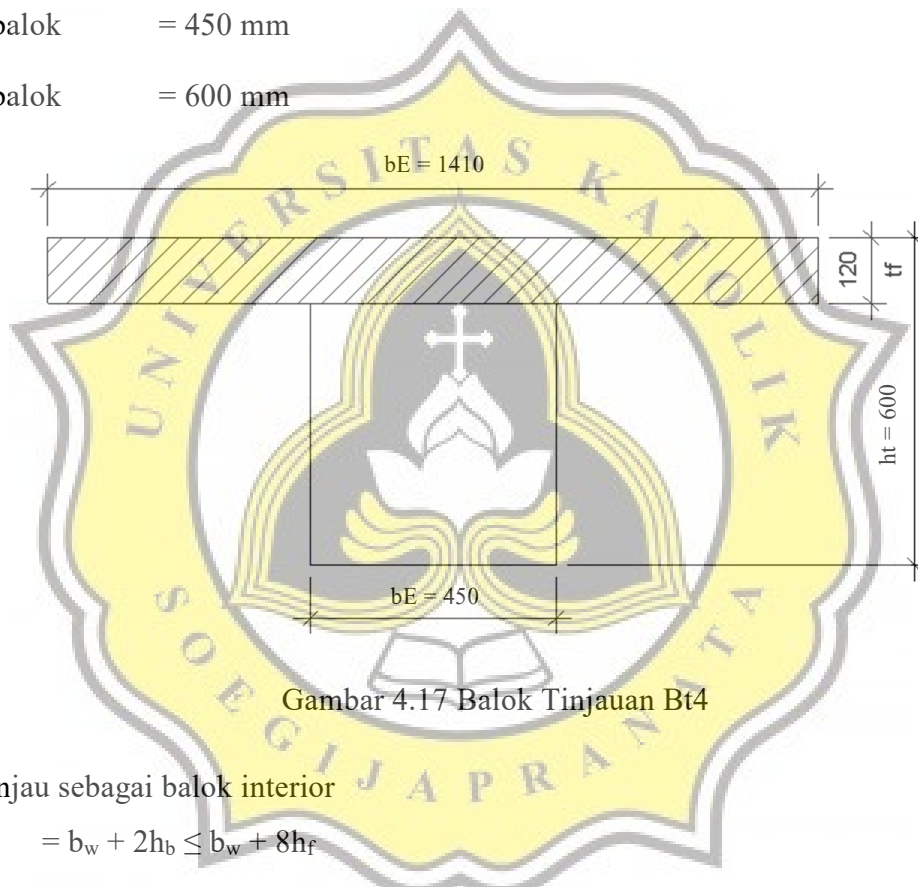 balok = 450 mm
balok = 600 mm
bE = 1410
120
tf
ht = 600
bE = 450
Gambar 4.17 Balok Tinjauan Bt4
njau sebagai balok interior
= bw + 2hb ≤ bw + 8hf
UNIVERSITAS KATOLIK
SOEGIJAPRANATA